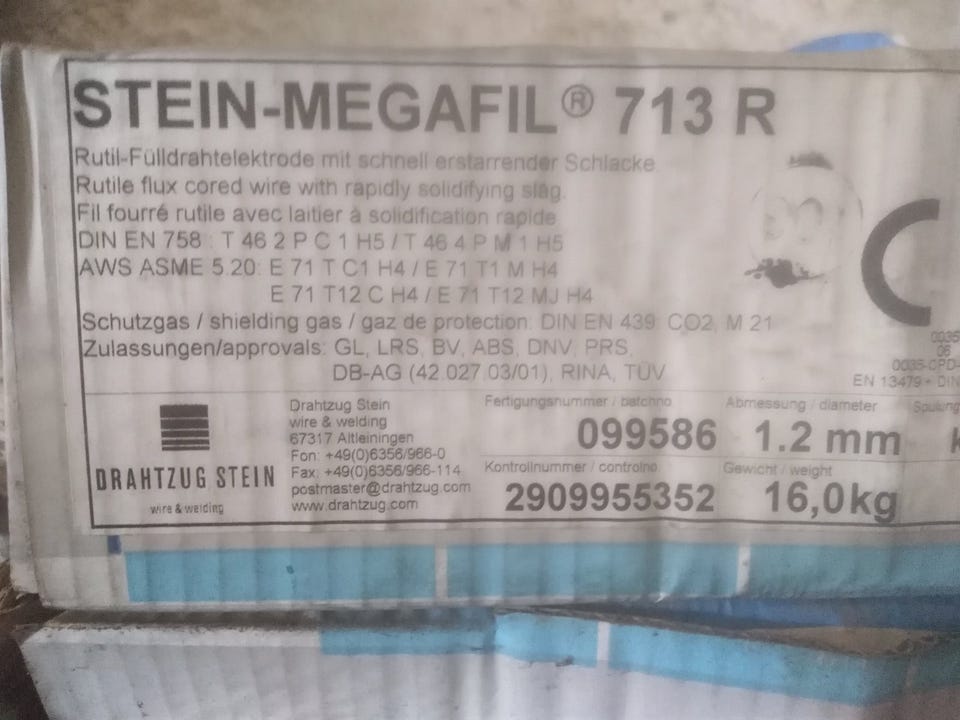 STEIN-MEGAFIL® 713 R
Rutil-Fülldrahtelektrode mit schnell erstarrender Schlacke.
Rutile flux cored wire with rapidly solidifying slag.
Fil fourré rutile avec laitier à solidification rapide
DIN EN 758 : T 46 2 P C 1 H5 / T 46 4 P M 1 H5
AWS ASME 5.20: E 71 T C1 H4 / E 71 T1 M H4
E 71 T12 C H4 / E 71 T12 MJ H4
Schutzgas / shielding gas / gaz de protection: DIN EN 439: CO2, M 21
Zulassungen/approvals: GL, LRS, BV, ABS, DNV, PRS,
DB-AG (42.027.03/01), RINA, TÜV
0035
06
0035-CPD-
EN 13479 - DIN
DRAHTZUG STEIN
wire & welding
Drahtzug Stein
wire & welding
67317 Altleiningen
Fon: +49(0)6356/966-0
Fax: +49(0)6356/966-114
postmaster@drahtzug.com
www.drahtzug.com
Fertigungsnummer / batchno
099586
Kontrollnummer / controlno.
2909955352
Abmessung / diameter
1.2 mm
Gewicht / weight
16,0kg
Spulung